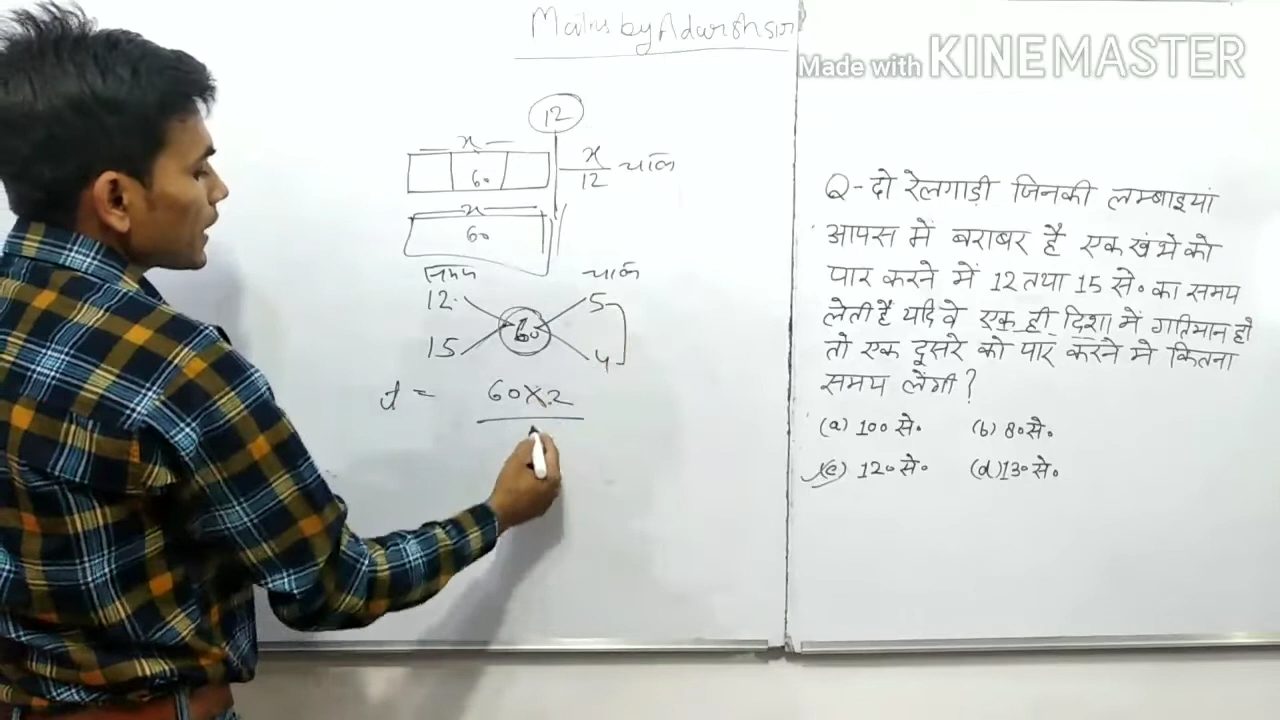 Maths by Adarsh sir
Made with KINEMASTER
12
x
60
x/12 चाल
x
60
समय चाल
12 5
60
15 4
t = 60×2
Q- दो रेलगाड़ी जिनकी लम्बाइयां
आपस में बराबर है एक खंभे को
पार करने में 12 तथा 15 से० का समय
लेती है यदि वे एक ही दिशा में गतिमान हो
तो एक दूसरे को पार करने मे कितना
समय लेंगी?
(a) 100 से० (b) 80 से०
(c) 120 से० (d) 130 से०